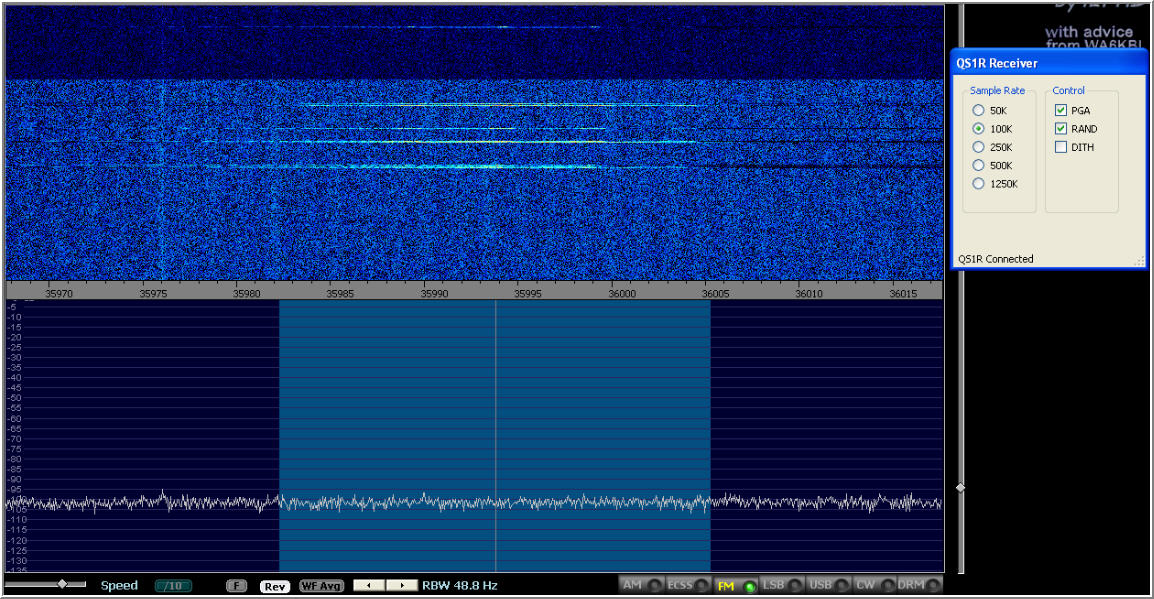 with advice
from WA6KBL
QS1R Receiver
Sample Rate
Control
50K
PGA
100K
RAND
250K
DITH
500K
1250K
QS1R Connected
35970 35975 35980 35985 35990 35995 36000 36005 36010 36015
-5
-10
-15
-20
-25
-30
-35
-40
-45
-50
-55
-60
-65
-70
-75
-80
-85
-90
-95
-100
-105
-110
-115
-120
-125
-130
-135
Speed /10 F Rev WF Avg RBW 48.8 Hz AM ECSS FM LSB USB CW DRM